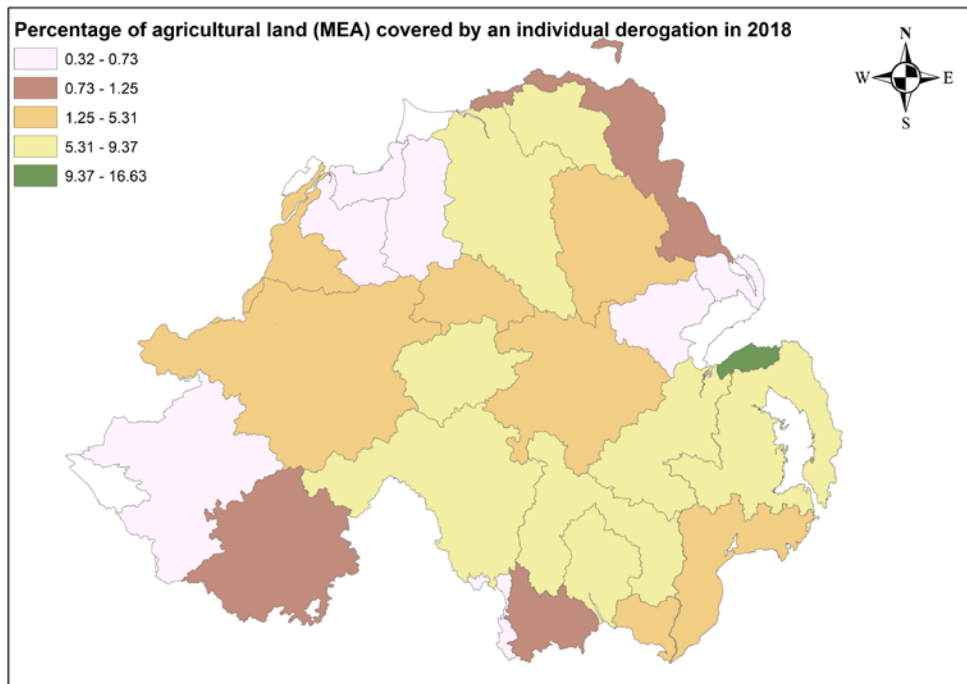 Percentage of agricultural land (MEA) covered by an individual derogation in 2018
0.32 - 0.73
0.73 - 1.25
1.25 - 5.31
5.31 - 9.37
9.37 - 16.63
N
W E
S